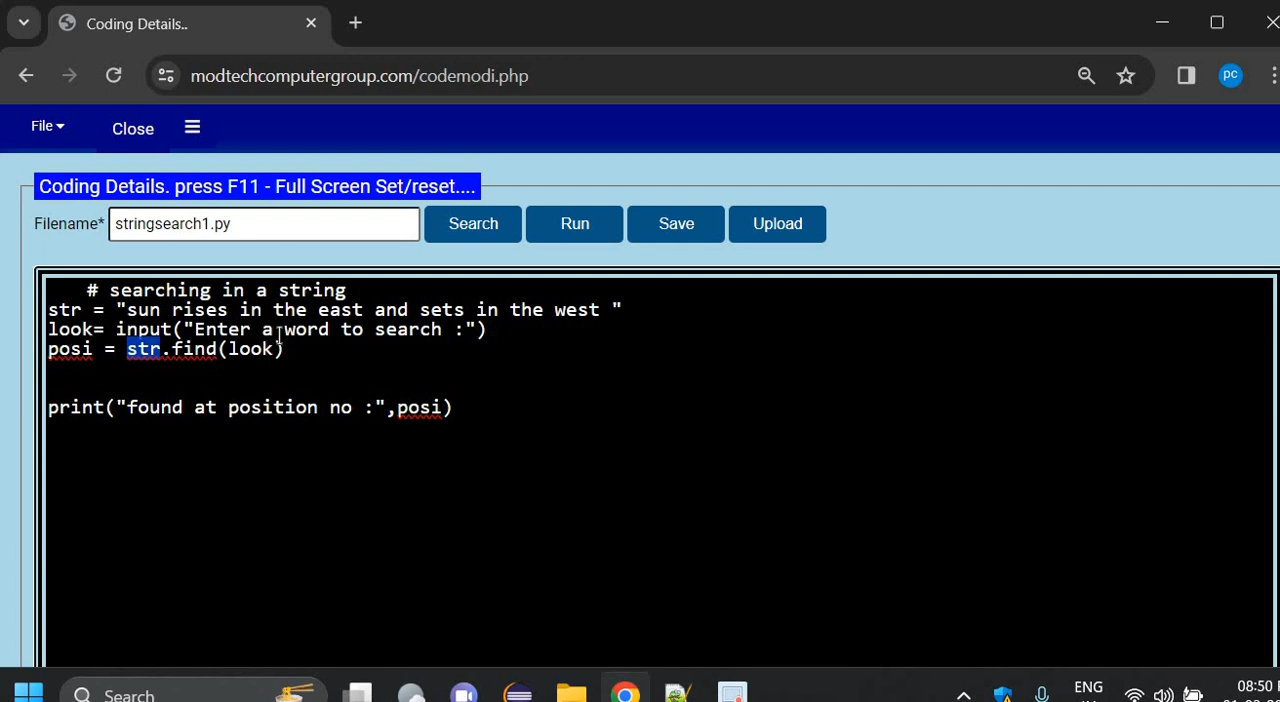 Coding Details..
modtechcomputergroup.com/codemodi.php
pc
File
Close
Coding Details. press F11 - Full Screen Set/reset....
Filename* stringsearch1.py Search Run Save Upload
# searching in a string
str = "sun rises in the east and sets in the west "
look= input("Enter a word to search :")
posi = str.find(look)
print("found at position no :",posi)
Search
ENG
08:50